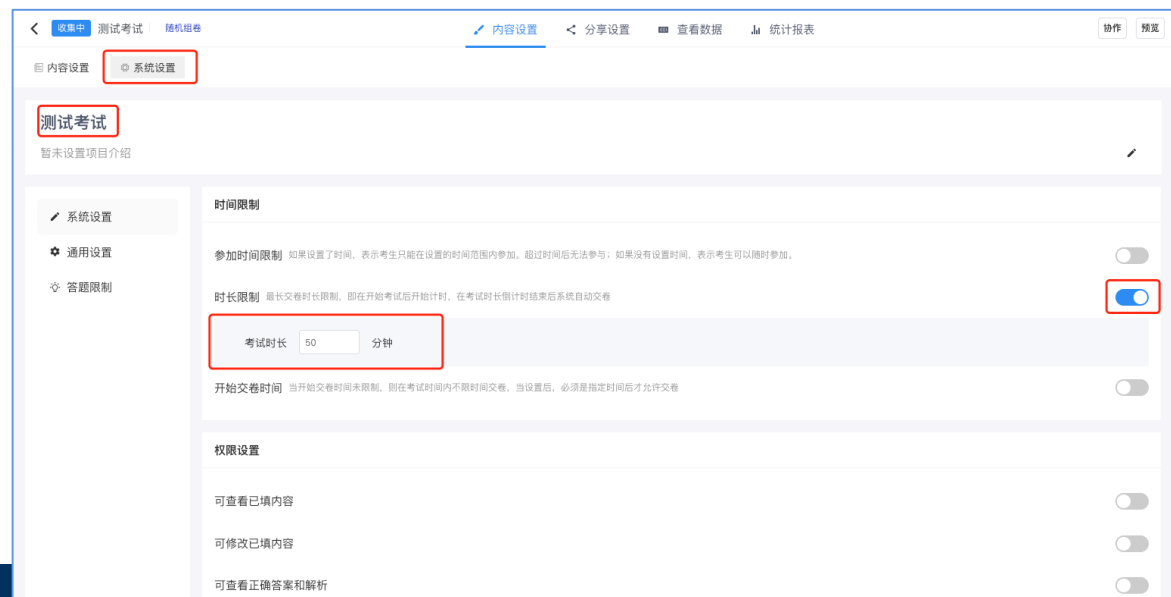 收集中 测试考试 随机组卷 内容设置 分享设置 查看数据 统计报表 协作 预览
内容设置 系统设置
测试考试
暂未设置项目介绍
系统设置
通用设置
答题限制
时间限制
参加时间限制 如果设置了时间，表示考生只能在设置的时间范围内参加。超过时间后无法参与；如果没有设置时间，表示考生可以随时参加。
时长限制 最长交卷时长限制，即在开始考试后开始计时，在考试时长倒计时结束后系统自动交卷
考试时长 50 分钟
开始交卷时间 当开始交卷时间未限制，则在考试时间内不限时间交卷，当设置后，必须是指定时间后才允许交卷
权限设置
可查看已填内容
可修改已填内容
可查看正确答案和解析